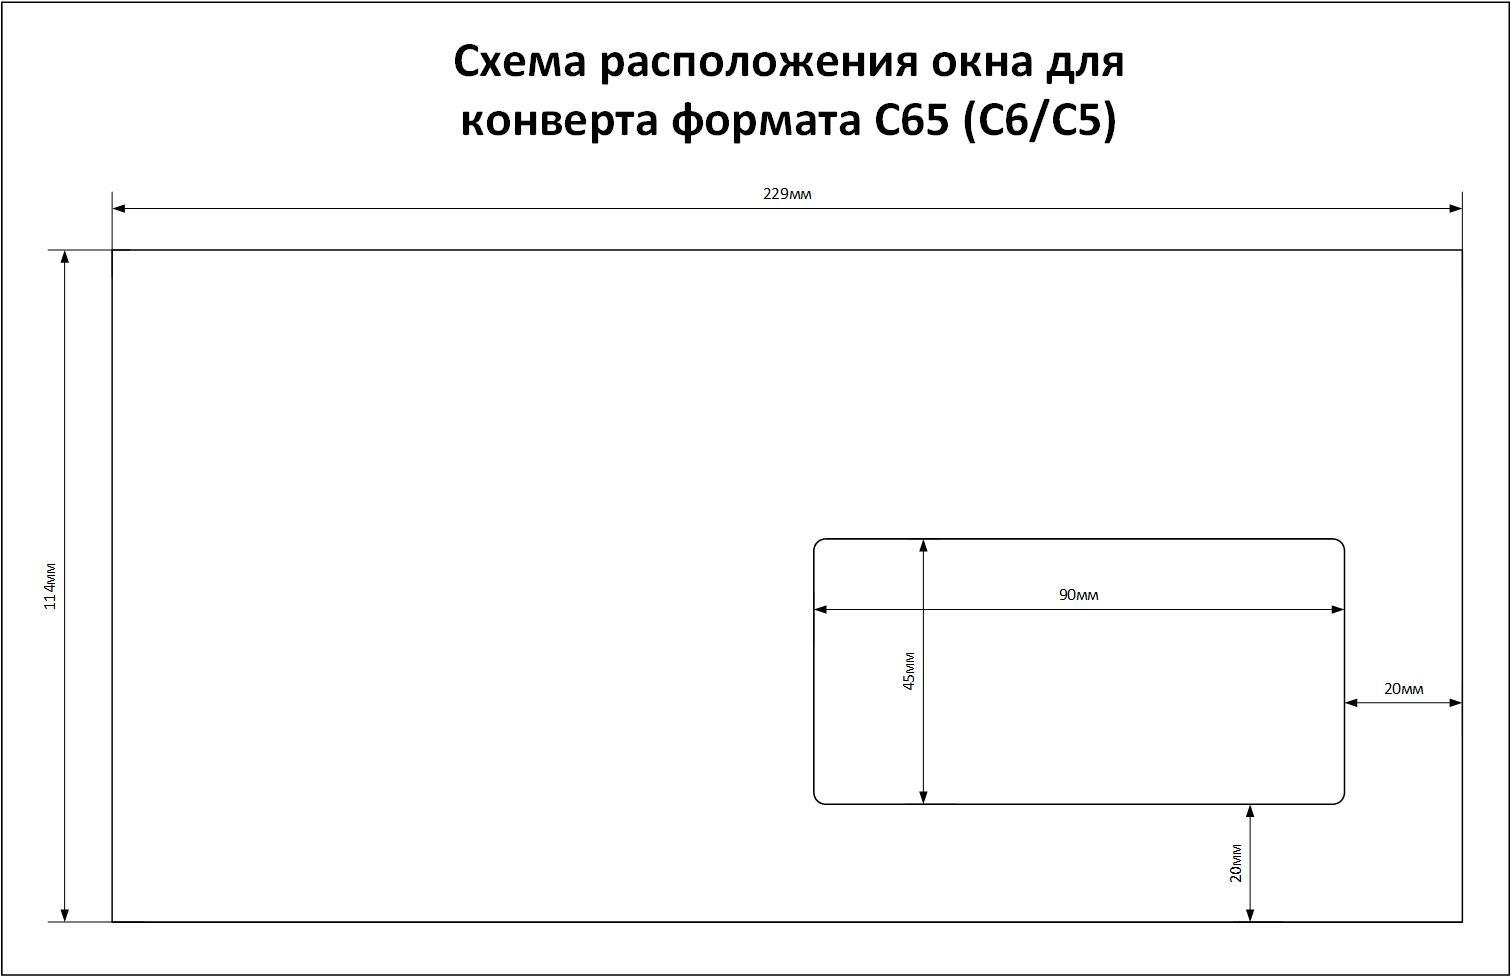 Схема расположения окна для
конверта формата С65 (С6/С5)
229мм
114мм
90мм
45мм
20мм
20мм